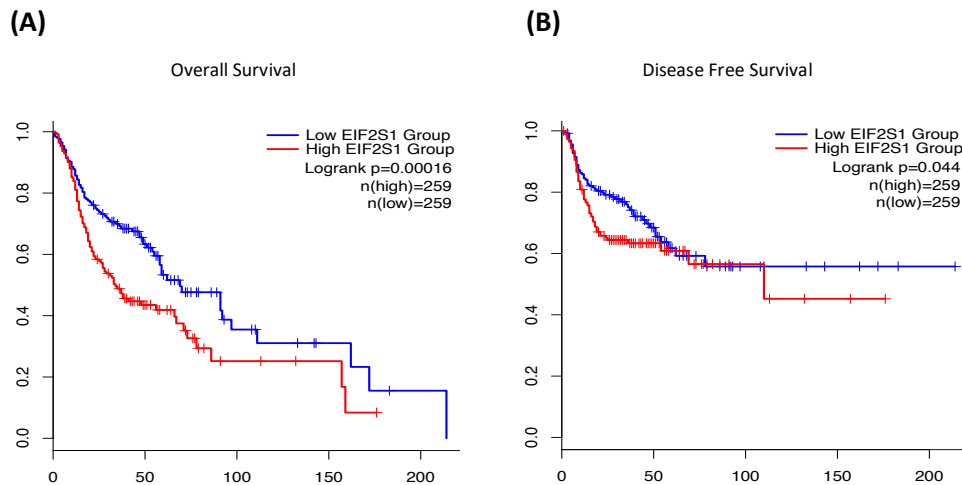 (A)
Overall Survival
Low EIF2S1 Group
High EIF2S1 Group
Logrank p=0.00016
n(high)=259
n(low)=259
1.0
0.8
0.6
0.4
0.2
0.0
0 50 100 150 200
(B)
Disease Free Survival
Low EIF2S1 Group
High EIF2S1 Group
Logrank p=0.044
n(high)=259
n(low)=259
1.0
0.8
0.6
0.4
0.2
0.0
0 50 100 150 200